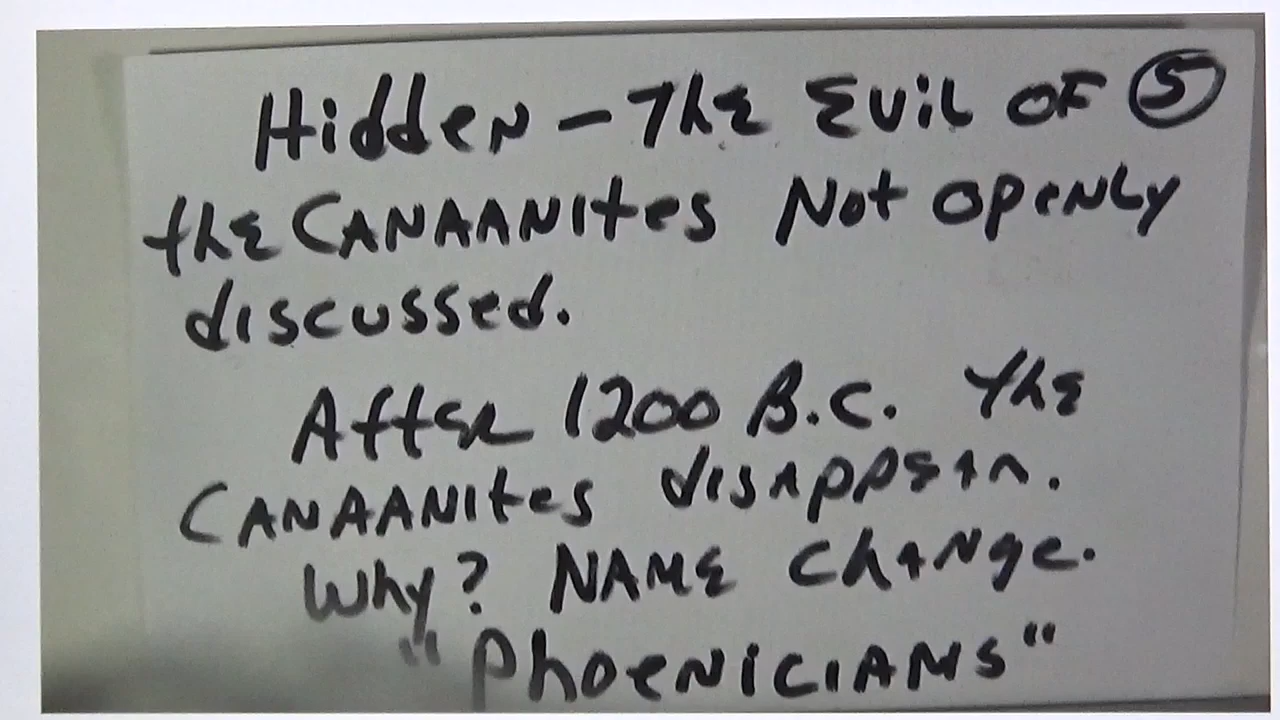 Hidden - The Evil of ⑤
the CANAANites Not openly
discussed.
After 1200 B.C. the
CANAANites disappear.
Why? NAME change.
"Phoenicians"